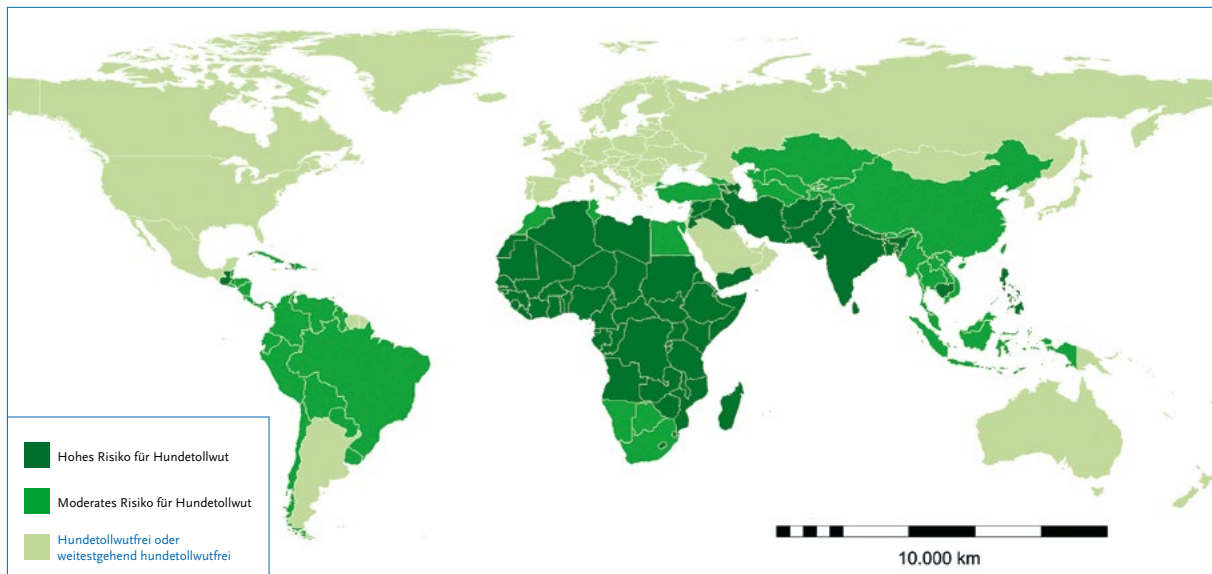 Hohes Risiko für Hundetollwut
Moderates Risiko für Hundetollwut
Hundetollwutfrei oder
weitestgehend hundetollwutfrei
10.000 km